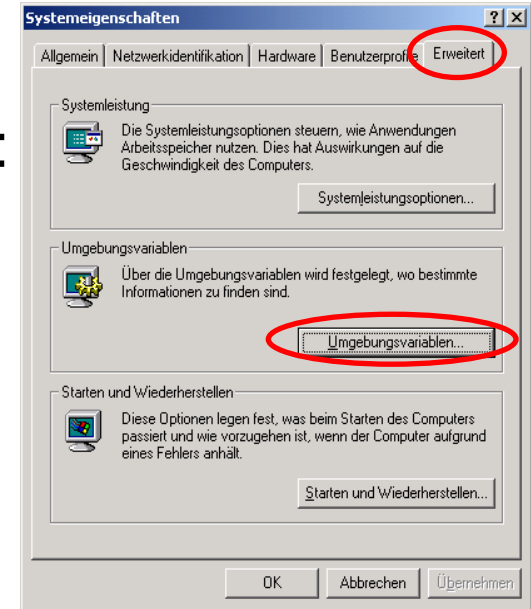 Systemeigenschaften
Allgemein Netzwerkidentifikation Hardware Benutzerprofile Erweitert
Systemleistung
Die Systemleistungsoptionen steuern, wie Anwendungen
Arbeitsspeicher nutzen. Dies hat Auswirkungen auf die
Geschwindigkeit des Computers.
Systemleistungsoptionen...
Umgebungsvariablen
Über die Umgebungsvariablen wird festgelegt, wo bestimmte
Informationen zu finden sind.
Umgebungsvariablen...
Starten und Wiederherstellen
Diese Optionen legen fest, was beim Starten des Computers
passiert und wie vorzugehen ist, wenn der Computer aufgrund
eines Fehlers anhält.
Starten und Wiederherstellen...
OK Abbrechen Übernehmen